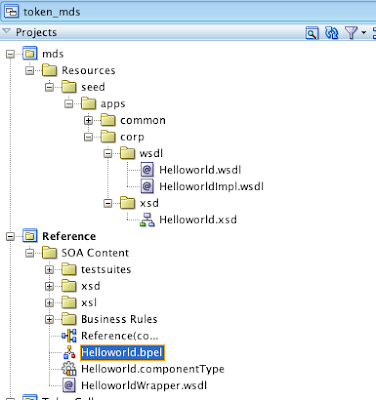 token_mds
Projects
mds
Resources
seed
apps
common
corp
wsdl
Helloworld.wsdl
HelloworldImpl.wsdl
xsd
Helloworld.xsd
Reference
SOA Content
testsuites
xsd
xsl
Business Rules
Reference(co...
Helloworld.bpel
Helloworld.componentType
HelloworldWrapper.wsdl